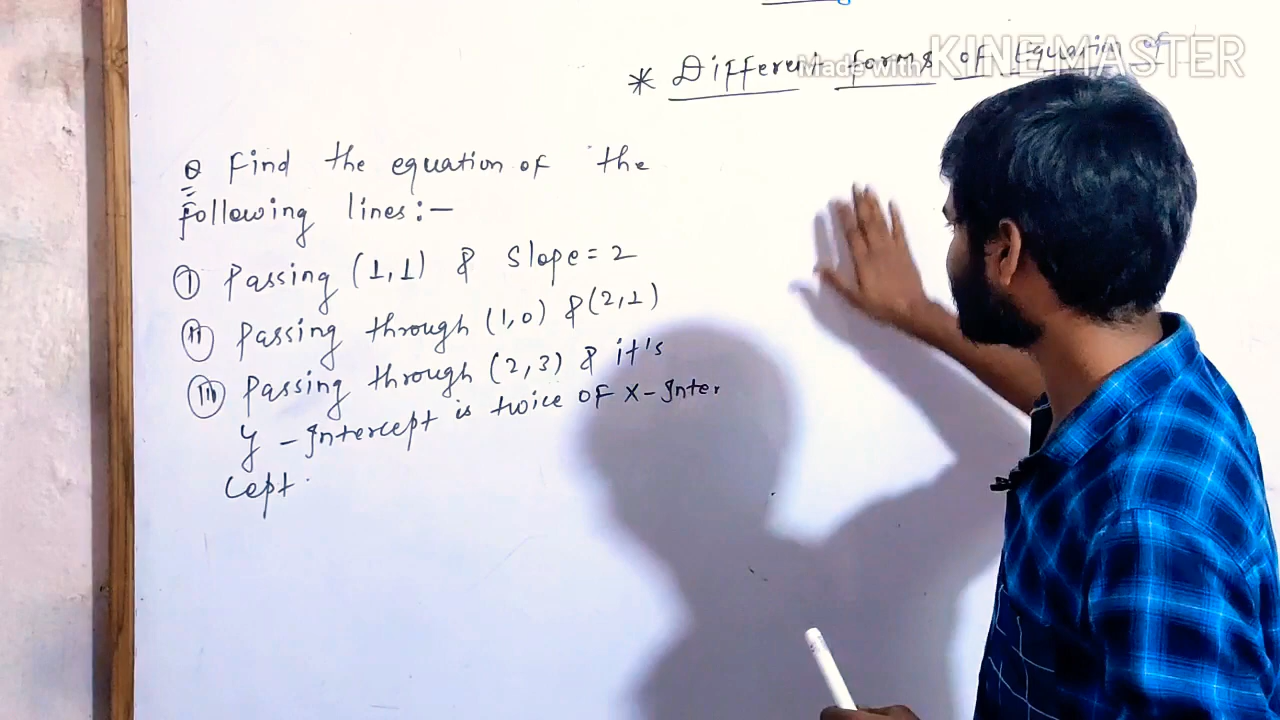 * Different forms of Equation of
Made with KINEMASTER
Q Find the equation of the
following lines:-
(I) Passing (1,1) & Slope = 2
(II) Passing through (1,0) & (2,1)
(III) Passing through (2,3) & it's
y - Intercept is twice of x - Inter
cept.